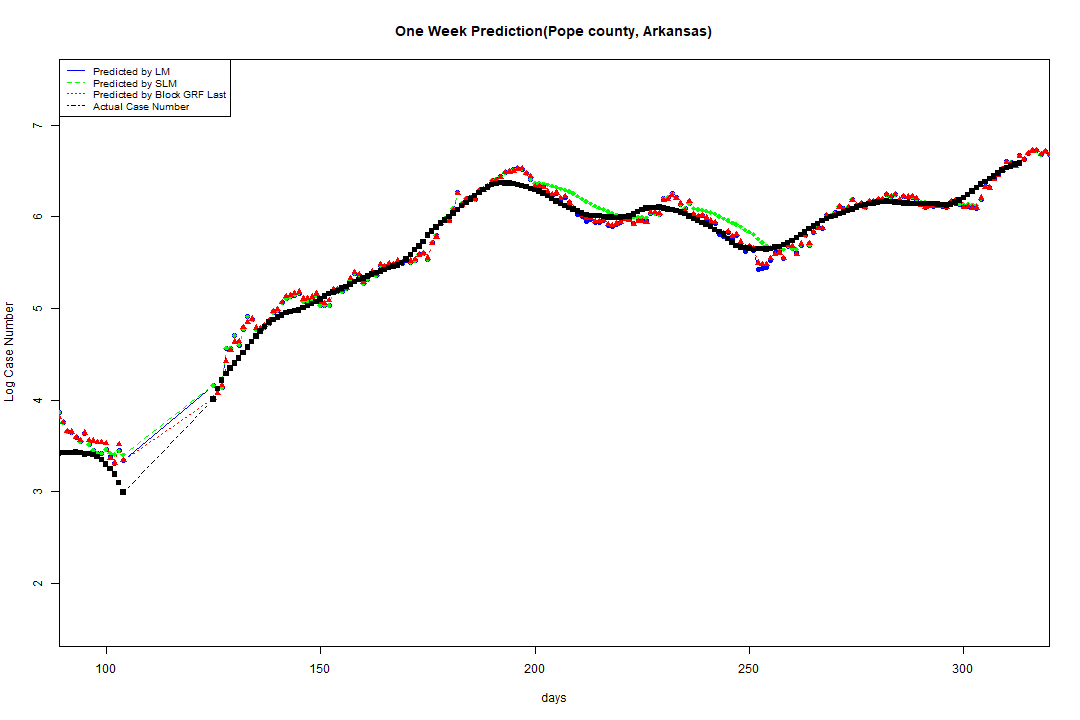 One Week Prediction(Pope county, Arkansas)
Predicted by LM
Predicted by SLM
Predicted by Block GRF Last
Actual Case Number
7
6
5
4
3
2
Log Case Number
100 150 200 250 300
days